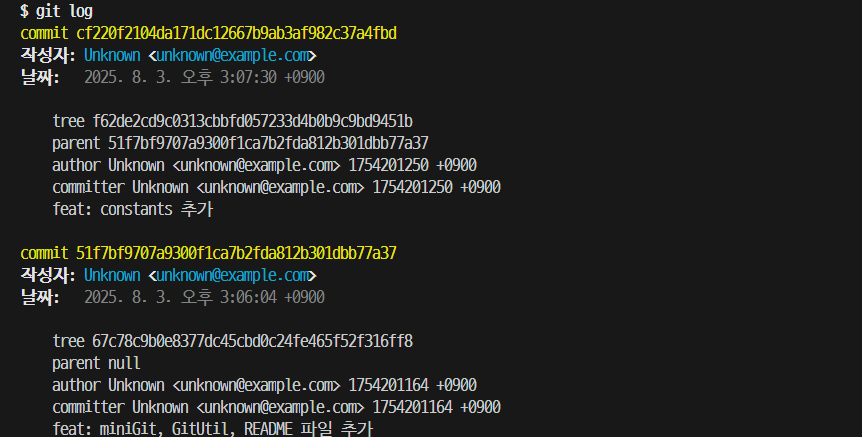 $ git log
commit cf220f2104da171dc12667b9ab3af982c37a4fbd
작성자: Unknown <unknown@example.com>
날짜: 2025. 8. 3. 오후 3:07:30 +0900
tree f62de2cd9c0313cbbfd057233d4b0b9c9bd9451b
parent 51f7bf9707a9300f1ca7b2fda812b301dbb77a37
author Unknown <unknown@example.com> 1754201250 +0900
committer Unknown <unknown@example.com> 1754201250 +0900
feat: constants 추가
commit 51f7bf9707a9300f1ca7b2fda812b301dbb77a37
작성자: Unknown <unknown@example.com>
날짜: 2025. 8. 3. 오후 3:06:04 +0900
tree 67c78c9b0e8377dc45cbd0c24fe465f52f316ff8
parent null
author Unknown <unknown@example.com> 1754201164 +0900
committer Unknown <unknown@example.com> 1754201164 +0900
feat: miniGit, GitUtil, README 파일 추가